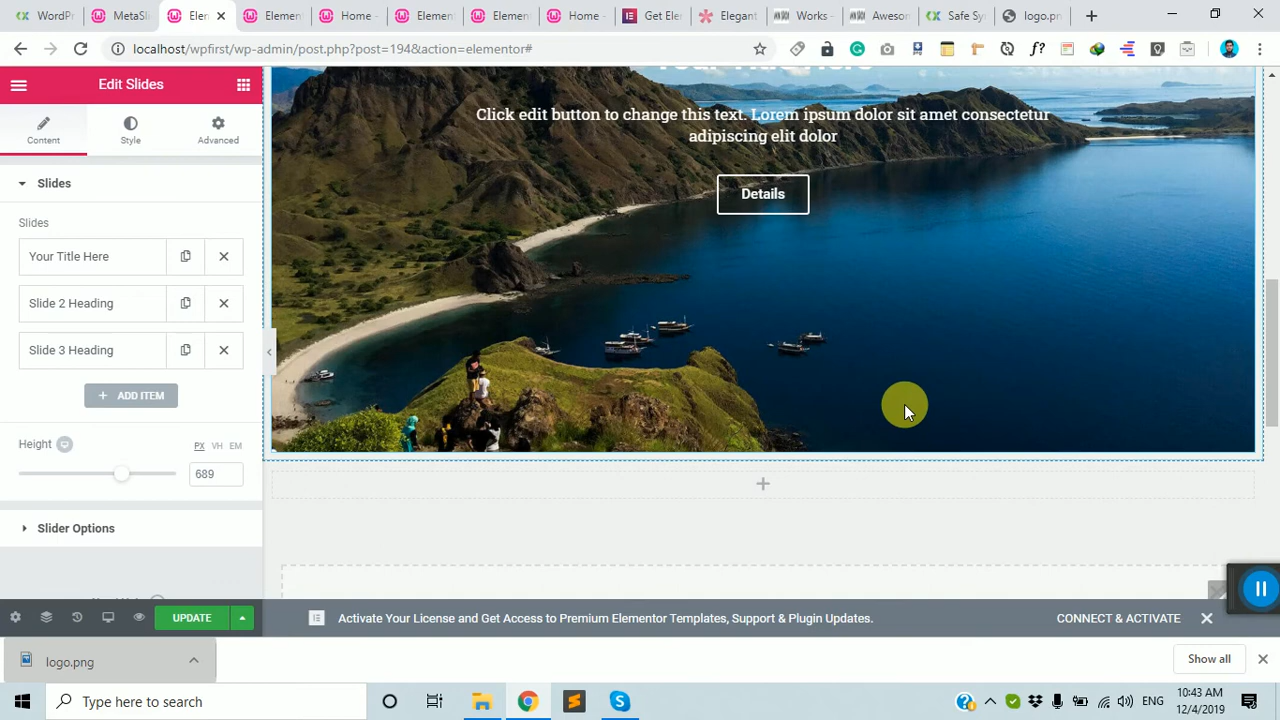 WordPr
MetaSli
Ele
Elemen
Home -
Elemen
Elemen
Home -
Get Ele
Elegant
Works -
Aweso
Safe Sy
logo.pn
localhost/wpfirst/wp-admin/post.php?post=194&action=elementor#
Edit Slides
Content
Style
Advanced
Slides
Slides
Your Title Here
Slide 2 Heading
Slide 3 Heading
+ ADD ITEM
Height
PX VH EM
689
Slider Options
Click edit button to change this text. Lorem ipsum dolor sit amet consectetur
adipiscing elit dolor
Details
UPDATE
Activate Your License and Get Access to Premium Elementor Templates, Support & Plugin Updates.
CONNECT & ACTIVATE
logo.png
Show all
Type here to search
ENG
10:43 AM
12/4/2019